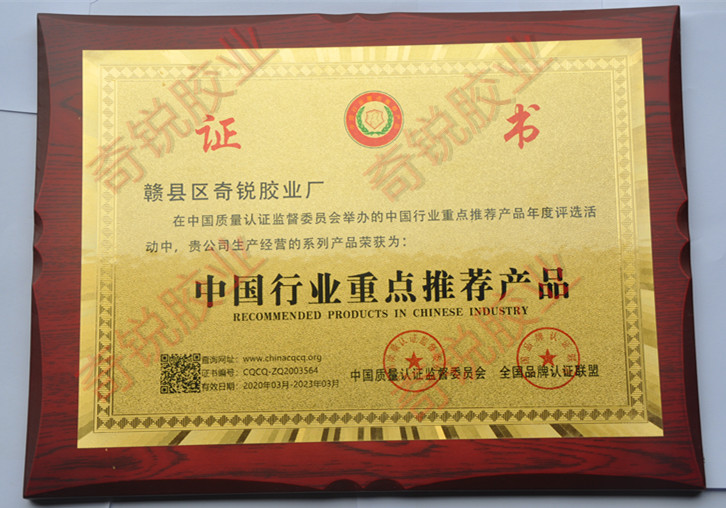 证 书
赣县区奇锐胶业厂
在中国质量认证监督委员会举办的中国行业重点推荐产品年度评选活
动中，贵公司生产经营的系列产品荣获为：
中国行业重点推荐产品
RECOMMENDED PRODUCTS IN CHINESE INDUSTRY
查询网址：www.chinacqcq.org
证书编号：CQCQ-ZQ2003564
有效日期：2020年03月-2023年03月
中国质量认证监督委员会 全国品牌认证联盟
奇锐胶业
奇锐胶业
奇锐胶业
奇锐胶业